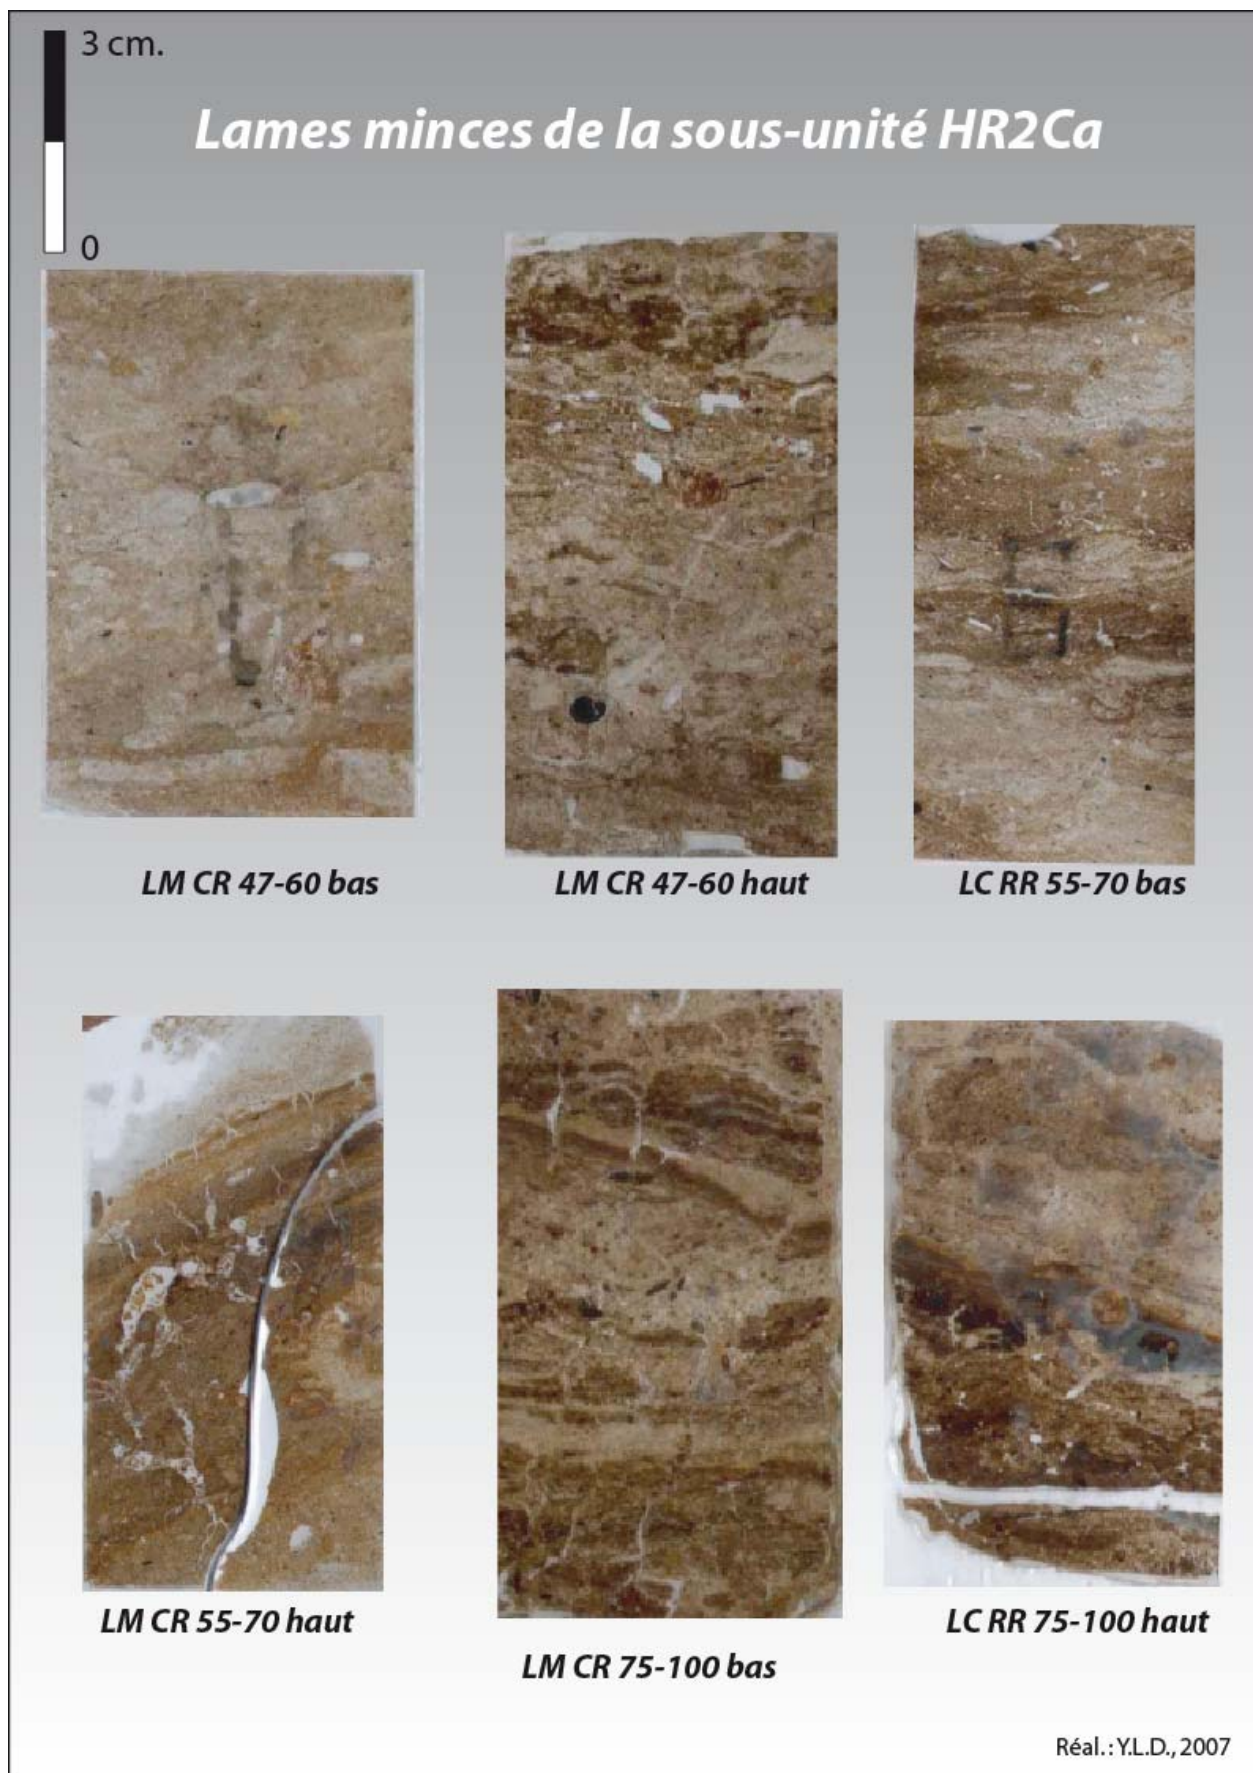 3 cm.
Lames minces de la sous-unité HR2Ca
0
LM CR 47-60 bas
LM CR 47-60 haut
LC RR 55-70 bas
LM CR 55-70 haut
LM CR 75-100 bas
LC RR 75-100 haut
Réal.: Y.L.D., 2007